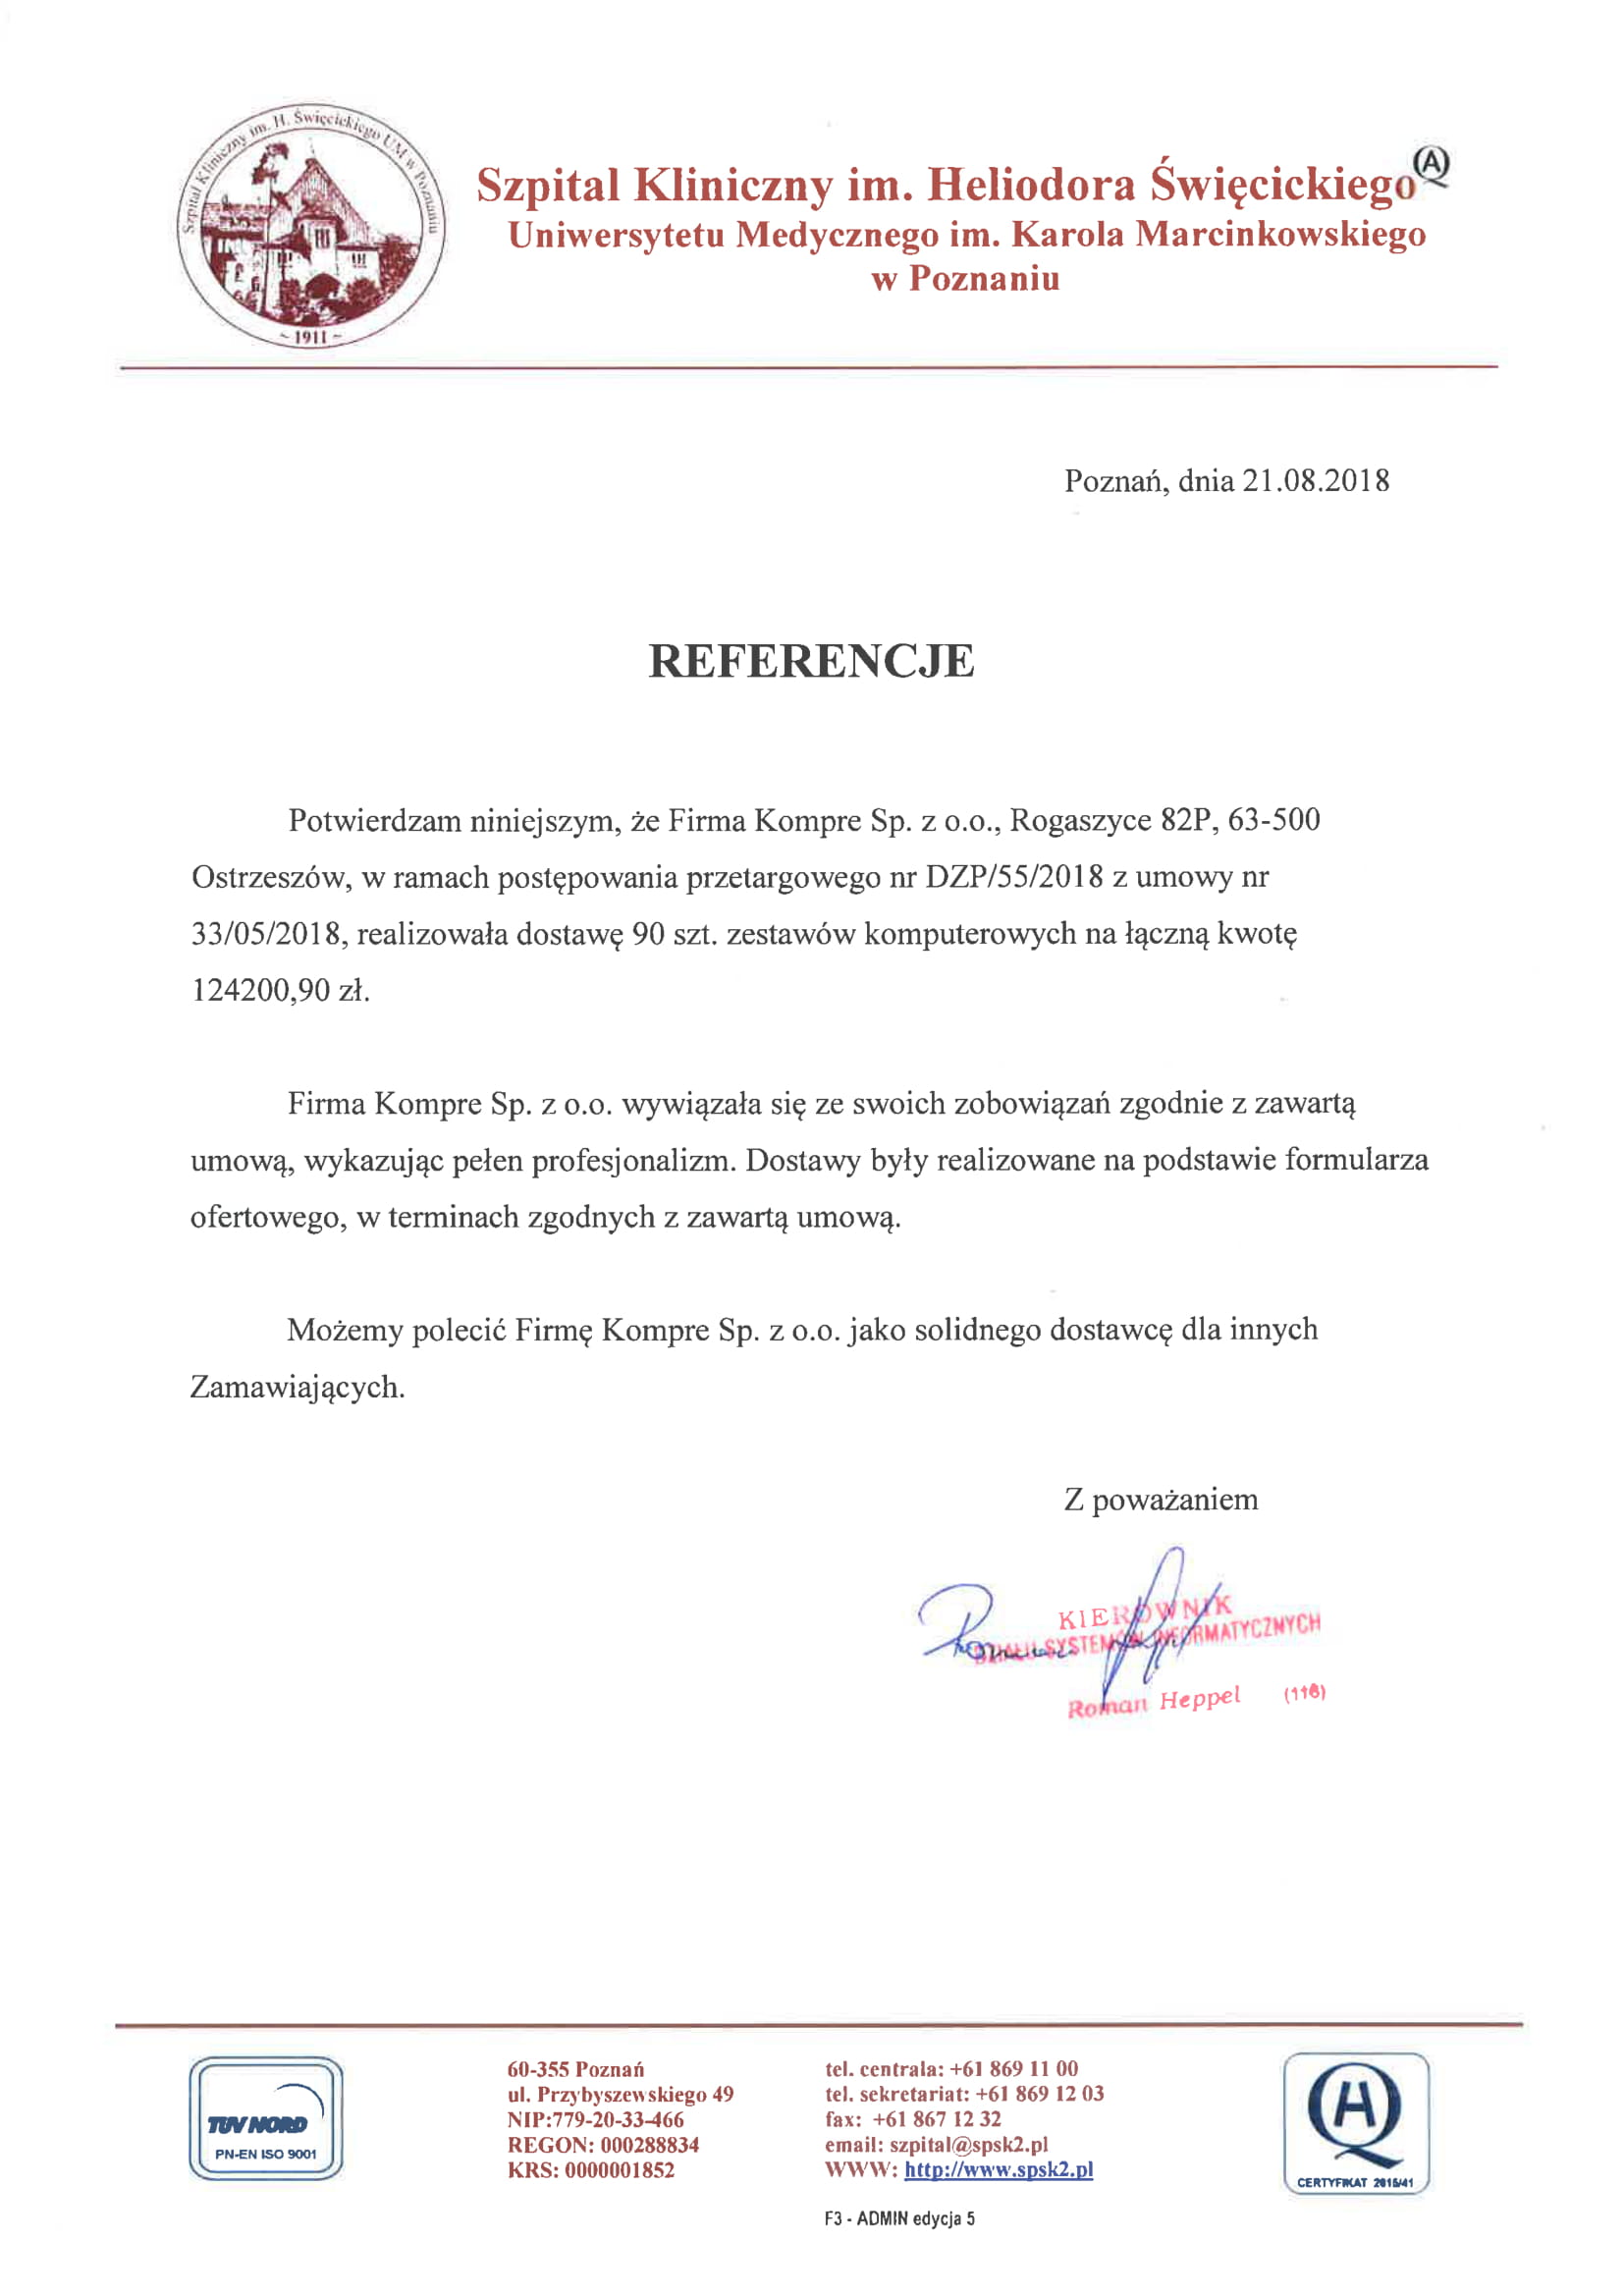 Szpital Kliniczny im. H. Święcickiego UM w Poznaniu
~ 1911 ~
Szpital Kliniczny im. Heliodora Święcickiego
Uniwersytetu Medycznego im. Karola Marcinkowskiego
w Poznaniu
Poznań, dnia 21.08.2018
REFERENCJE
Potwierdzam niniejszym, że Firma Kompre Sp. z o.o., Rogaszyce 82P, 63-500
Ostrzeszów, w ramach postępowania przetargowego nr DZP/55/2018 z umowy nr
33/05/2018, realizowała dostawę 90 szt. zestawów komputerowych na łączną kwotę
124200,90 zł.
Firma Kompre Sp. z o.o. wywiązała się ze swoich zobowiązań zgodnie z zawartą
umową, wykazując pełen profesjonalizm. Dostawy były realizowane na podstawie formularza
ofertowego, w terminach zgodnych z zawartą umową.
Możemy polecić Firmę Kompre Sp. z o.o. jako solidnego dostawcę dla innych
Zamawiających.
Z poważaniem
KIEROWNIK
DZIAŁU SYSTEMÓW INFORMATYCZNYCH
Roman Heppel (116)
TUV NORD
PN-EN ISO 9001
60-355 Poznań
ul. Przybyszewskiego 49
NIP:779-20-33-466
REGON: 000288834
KRS: 0000001852
tel. centrala: +61 869 11 00
tel. sekretariat: +61 869 12 03
fax: +61 867 12 32
email: szpital@spsk2.pl
WWW: http://www.spsk2.pl
CERTYFIKAT 2015/41
F3 - ADMIN edycja 5